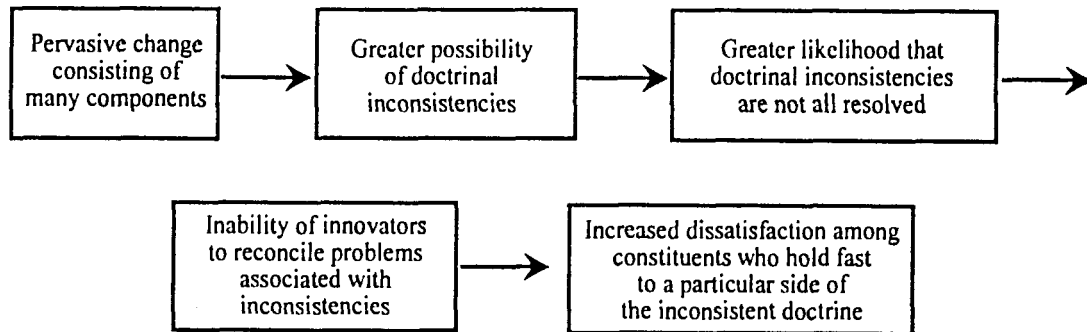 Pervasive change
consisting of
many components
Greater possibility
of doctrinal
inconsistencies
Greater likelihood that
doctrinal inconsistencies
are not all resolved
Inability of innovators
to reconcile problems
associated with
inconsistencies
Increased dissatisfaction among
constituents who hold fast
to a particular side of
the inconsistent doctrine